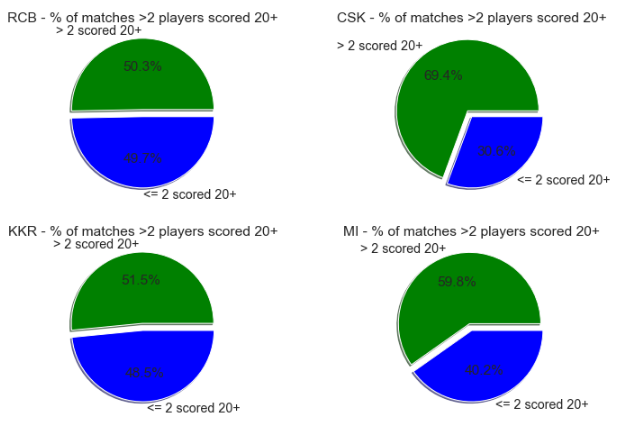 RCB - % of matches >2 players scored 20+
> 2 scored 20+
50.3%
49.7%
<= 2 scored 20+
CSK - % of matches >2 players scored 20+
> 2 scored 20+
69.4%
30.6%
<= 2 scored 20+
KKR - % of matches >2 players scored 20+
> 2 scored 20+
51.5%
48.5%
<= 2 scored 20+
MI - % of matches >2 players scored 20+
> 2 scored 20+
59.8%
40.2%
<= 2 scored 20+